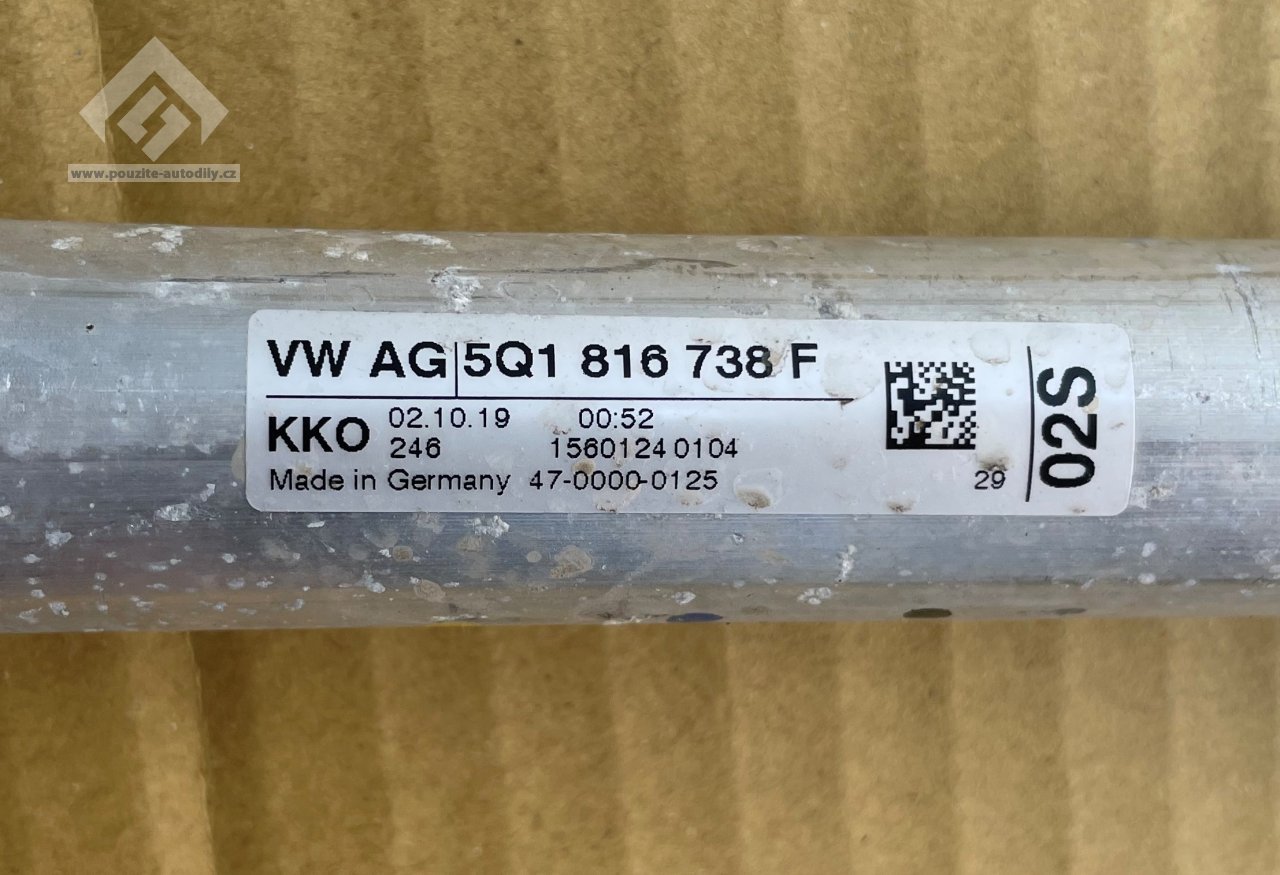 www.pouzite-autodily.cz
VW AG 5Q1 816 738 F
KKO 02.10.19 00:52
246 1560124 0104
Made in Germany 47-0000-0125
29
02S